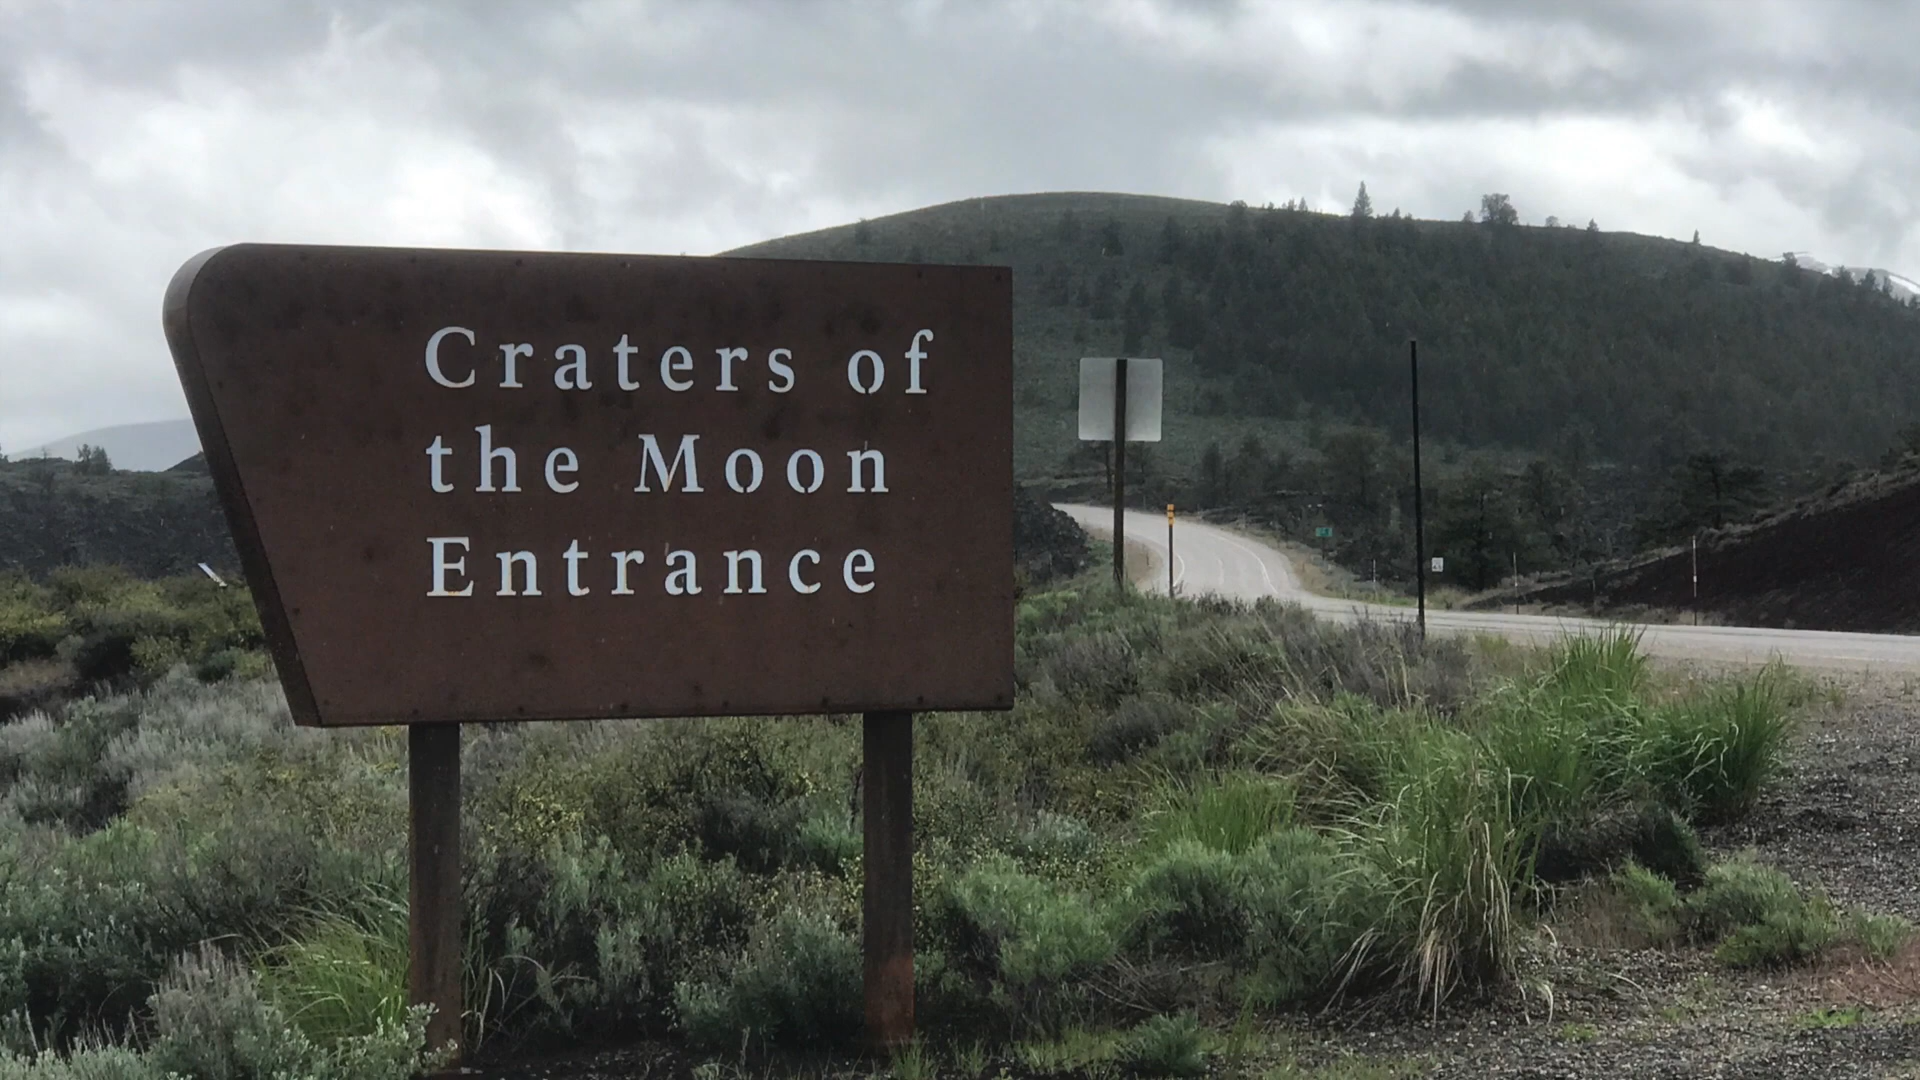 Craters of
the Moon
Entrance